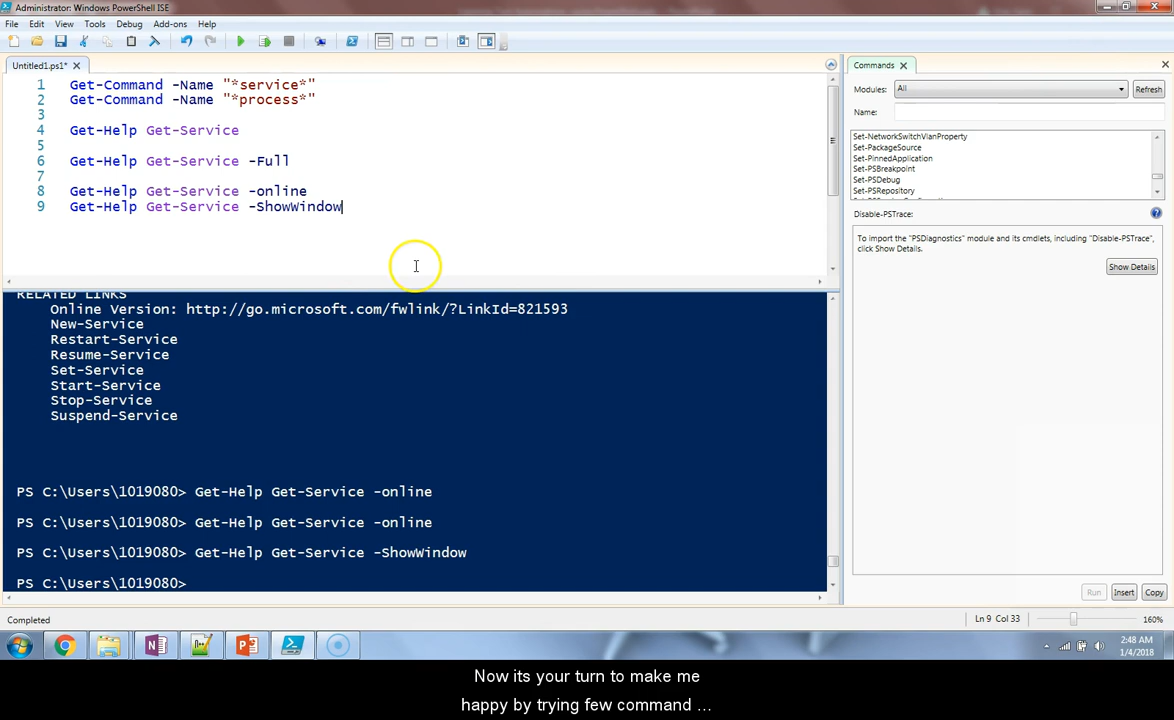 Administrator: Windows PowerShell ISE
File Edit View Tools Debug Add-ons Help
Untitled1.ps1*
1 Get-Command -Name "*service*"
2 Get-Command -Name "*process*"
3
4 Get-Help Get-Service
5
6 Get-Help Get-Service -Full
7
8 Get-Help Get-Service -online
9 Get-Help Get-Service -ShowWindow
RELATED LINKS
Online Version: http://go.microsoft.com/fwlink/?LinkId=821593
New-Service
Restart-Service
Resume-Service
Set-Service
Start-Service
Stop-Service
Suspend-Service
PS C:\Users\1019080> Get-Help Get-Service -online
PS C:\Users\1019080> Get-Help Get-Service -online
PS C:\Users\1019080> Get-Help Get-Service -ShowWindow
PS C:\Users\1019080>
Commands
Modules: All Refresh
Name:
Set-NetworkSwitchVlanProperty
Set-PackageSource
Set-PinnedApplication
Set-PSBreakpoint
Set-PSDebug
Set-PSRepository
Disable-PSTrace:
To import the "PSDiagnostics" module and its cmdlets, including "Disable-PSTrace",
click Show Details.
Show Details
Run Insert Copy
Completed Ln 9 Col 33 160%
2:48 AM
1/4/2018
Now its your turn to make me
happy by trying few command ...